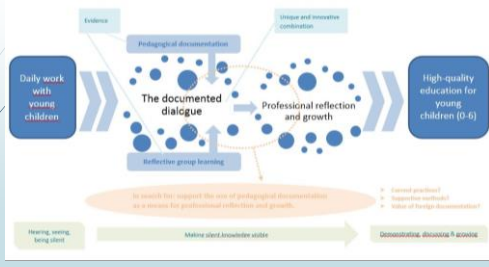 Evidence
Unique and innovative
combination
Pedagogical documentation
Daily work
with
young
children
The documented
dialogue
Professional reflection
and growth
High-quality
education for
young
children (0-6)
Reflective group learning
In search for: support the use of pedagogical documentation
as a means for professional reflection and growth.
Current practices?
Supportive methods?
Value of foreign documentation?
Hearing, seeing,
being silent
Making silent knowledge visible
Demonstrating, discussing & growing